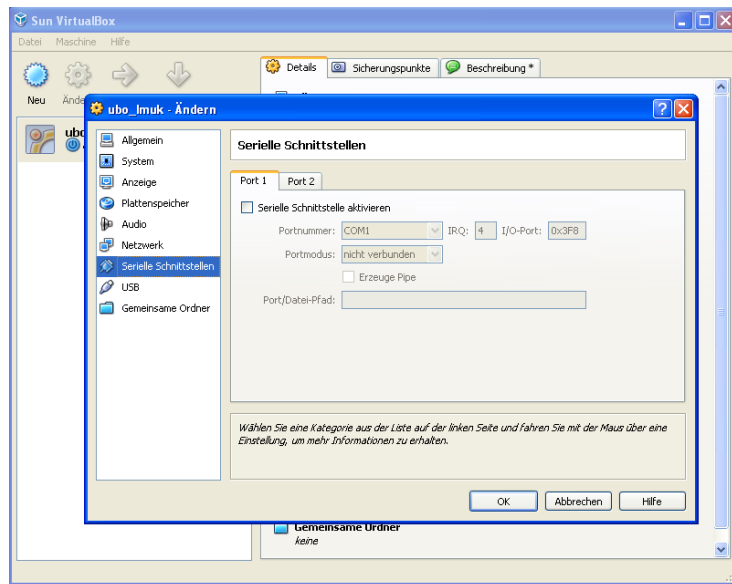 Sun VirtualBox
Datei Maschine Hilfe
Neu
Details
Sicherungspunkte
Beschreibung *
ubo_lmuk - Ändern
Allgemein
System
Anzeige
Plattenspeicher
Audio
Netzwerk
Serielle Schnittstellen
USB
Gemeinsame Ordner
Serielle Schnittstellen
Port 1 Port 2
Serielle Schnittstelle aktivieren
Portnummer: COM1 IRQ: 4 I/O-Port: 0x3F8
Portmodus: nicht verbunden
Erzeuge Pipe
Port/Datei-Pfad:
Wählen Sie eine Kategorie aus der Liste auf der linken Seite und fahren Sie mit der Maus über eine
Einstellung, um mehr Informationen zu erhalten.
OK Abbrechen Hilfe
Gemeinsame Ordner
keine